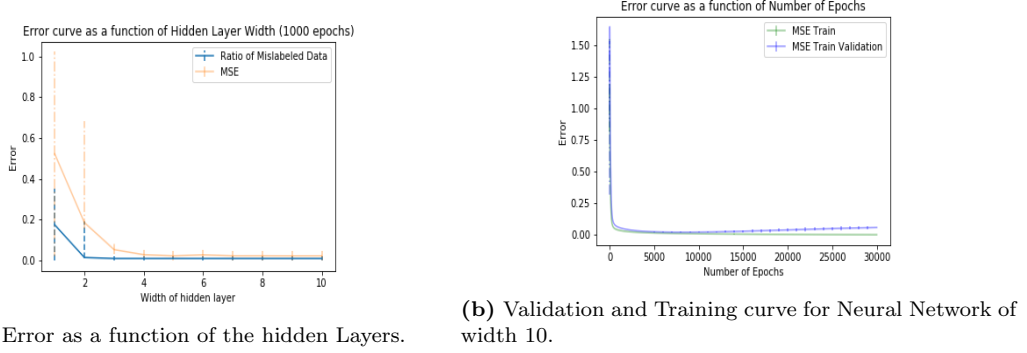 Error curve as a function of Hidden Layer Width (1000 epochs)
Ratio of Mislabeled Data
MSE
1.0
0.8
0.6
0.4
0.2
0.0
Error
2
4
6
8
10
Width of hidden layer
Error as a function of the hidden Layers.
Error curve as a function of Number of Epochs
MSE Train
MSE Train Validation
1.50
1.25
1.00
0.75
0.50
0.25
0.00
Error
0
5000
10000
15000
20000
25000
30000
Number of Epochs
(b) Validation and Training curve for Neural Network of
width 10.